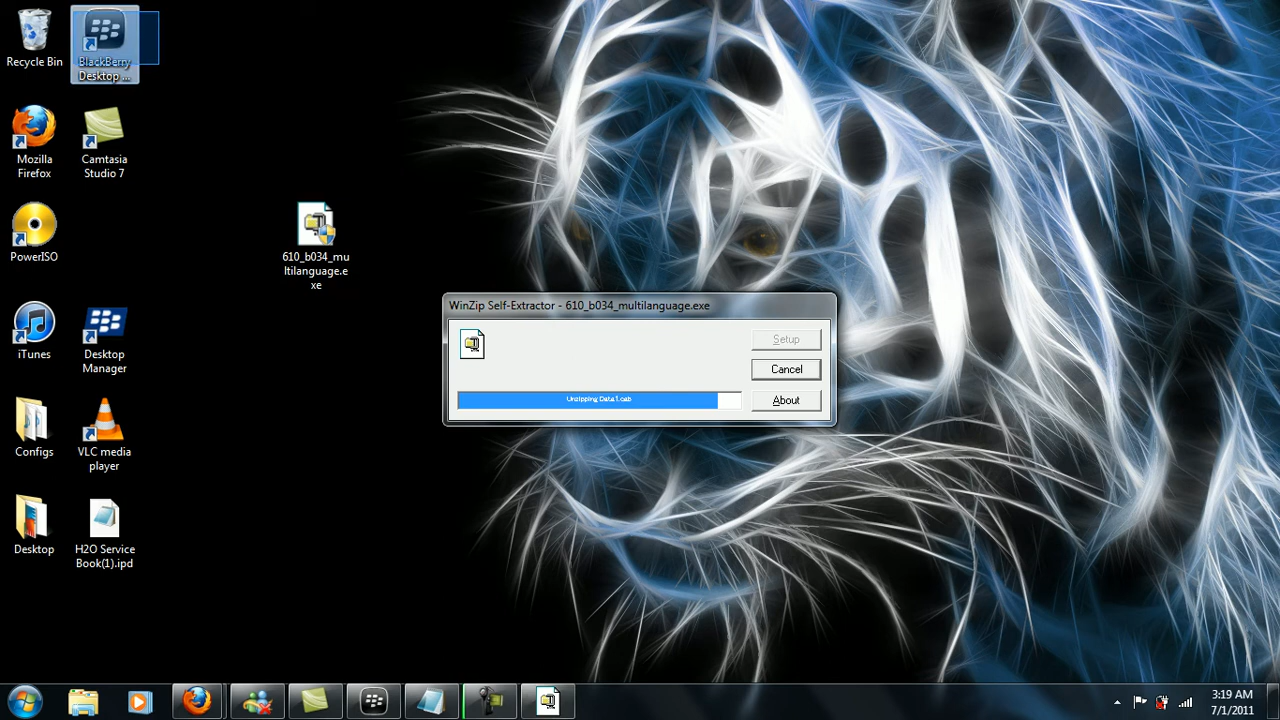 Recycle Bin
BlackBerry
Desktop ...
Mozilla
Firefox
Camtasia
Studio 7
PowerISO
610_b034_mu
ltilanguage.e
xe
iTunes
Desktop
Manager
Configs
VLC media
player
Desktop
H2O Service
Book(1).ipd
WinZip Self-Extractor - 610_b034_multilanguage.exe
Setup
Cancel
Unzipping Data1.cab
About
3:19 AM
7/1/2011